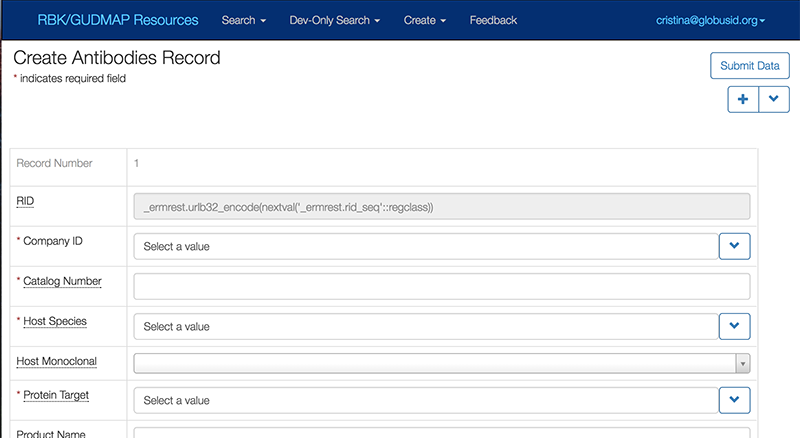 RBK/GUDMAP Resources Search Dev-Only Search Create Feedback cristina@globusid.org
Create Antibodies Record
* indicates required field
Submit Data
Record Number 1
RID _ermrest.urlb32_encode(nextval('_ermrest.rid_seq'::regclass))
* Company ID Select a value
* Catalog Number
* Host Species Select a value
Host Monoclonal
* Protein Target Select a value
Product Name